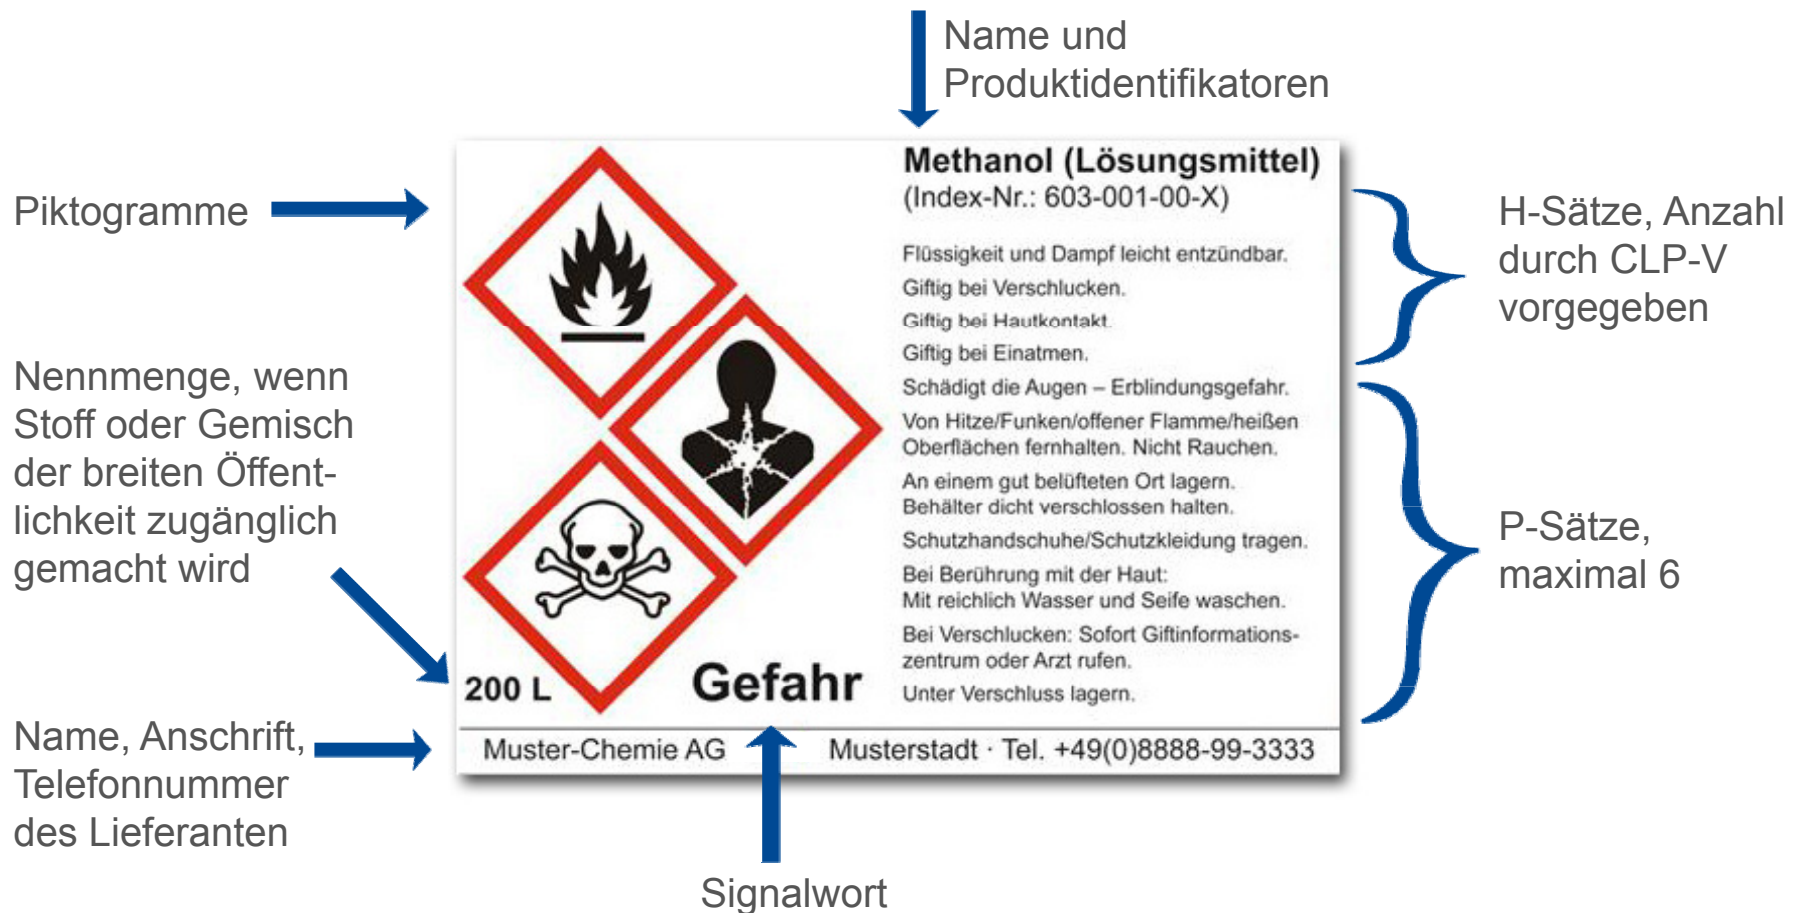 Name und
Produktidentifikatoren
Piktogramme
Nennmenge, wenn
Stoff oder Gemisch
der breiten Öffent-
lichkeit zugänglich
gemacht wird
Name, Anschrift,
Telefonnummer
des Lieferanten
Methanol (Lösungsmittel)
(Index-Nr.: 603-001-00-X)
Flüssigkeit und Dampf leicht entzündbar.
Giftig bei Verschlucken.
Giftig bei Hautkontakt.
Giftig bei Einatmen.
Schädigt die Augen – Erblindungsgefahr.
Von Hitze/Funken/offener Flamme/heißen
Oberflächen fernhalten. Nicht Rauchen.
An einem gut belüfteten Ort lagern.
Behälter dicht verschlossen halten.
Schutzhandschuhe/Schutzkleidung tragen.
Bei Berührung mit der Haut:
Mit reichlich Wasser und Seife waschen.
Bei Verschlucken: Sofort Giftinformations-
zentrum oder Arzt rufen.
Unter Verschluss lagern.
200 L
Gefahr
Muster-Chemie AG
Musterstadt · Tel. +49(0)8888-99-3333
H-Sätze, Anzahl
durch CLP-V
vorgegeben
P-Sätze,
maximal 6
Signalwort